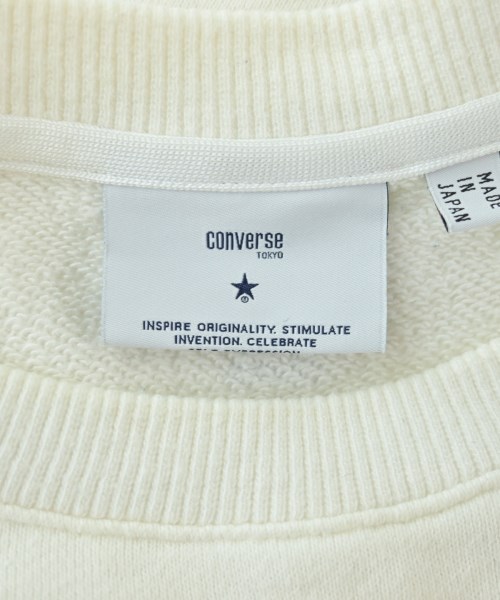 converse
TOKYO
®
INSPIRE ORIGINALITY. STIMULATE
INVENTION. CELEBRATE
MADE
IN
JAPAN